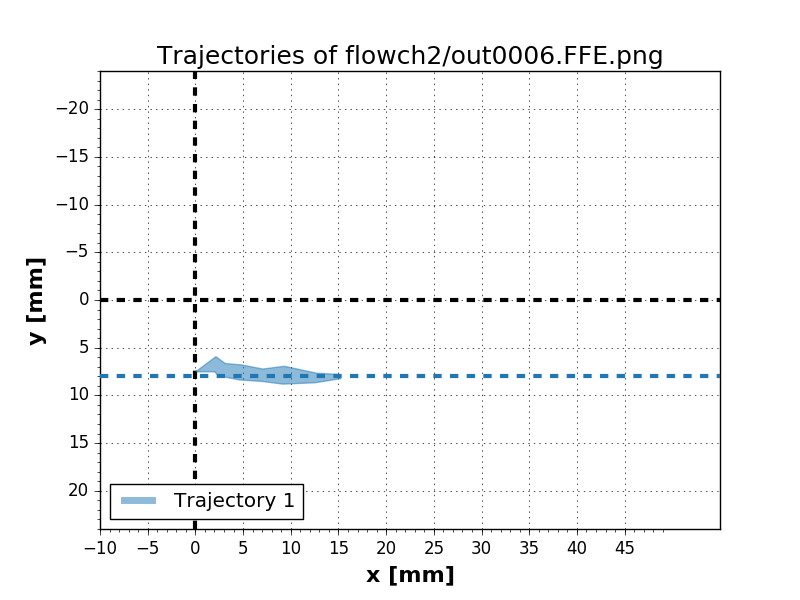 Trajectories of flowch2/out0006.FFE.png
y [mm]
−20
−15
−10
−5
0
5
10
15
20
Trajectory 1
−10 −5 0 5 10 15 20 25 30 35 40 45
x [mm]